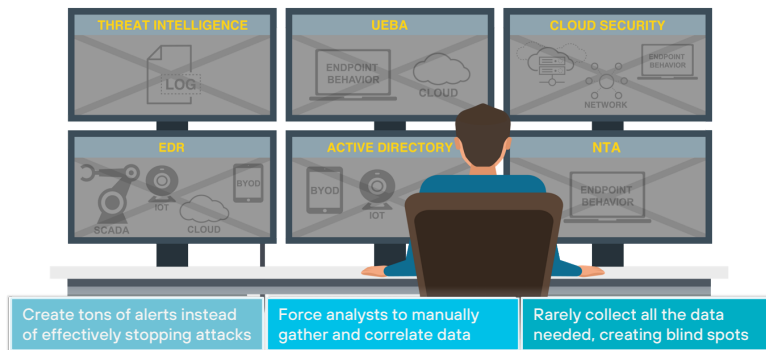 THREAT INTELLIGENCE
LOG
UEBA
ENDPOINT
BEHAVIOR
CLOUD
CLOUD SECURITY
ENDPOINT
BEHAVIOR
NETWORK
EDR
BYOD
IOT
SCADA
CLOUD
ACTIVE DIRECTORY
BYOD
IOT
NTA
ENDPOINT
BEHAVIOR
Create tons of alerts instead
of effectively stopping attacks
Force analysts to manually
gather and correlate data
Rarely collect all the data
needed, creating blind spots